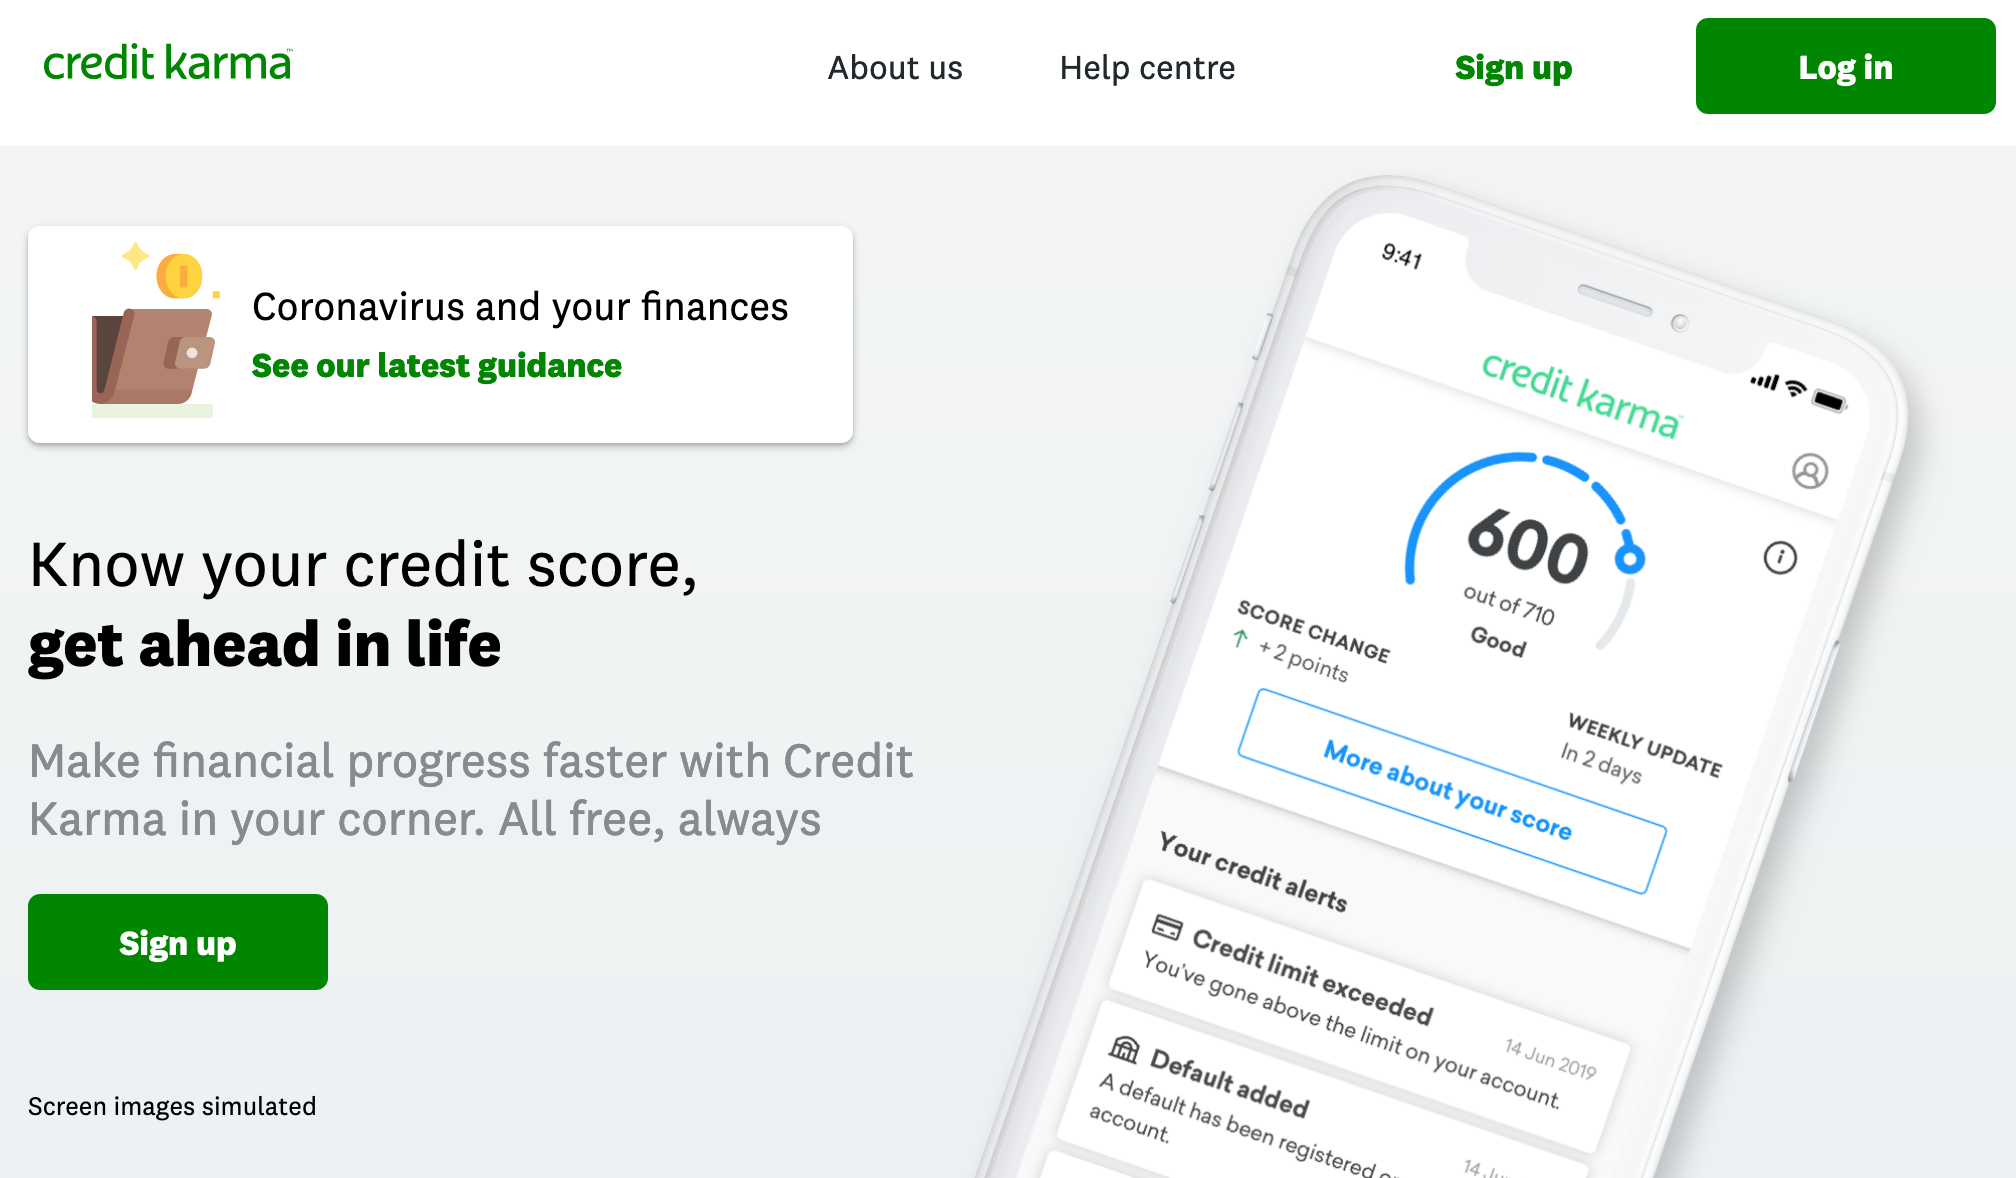 credit karma™
About us
Help centre
Sign up
Log in
Coronavirus and your finances
See our latest guidance
Know your credit score,
get ahead in life
Make financial progress faster with Credit
Karma in your corner. All free, always
Sign up
Screen images simulated
9:41
credit karma
600
out of 710
Good
SCORE CHANGE
↑ +2 points
WEEKLY UPDATE
In 2 days
More about your score
Your credit alerts
Credit limit exceeded
14 Jun 2019
You've gone above the limit on your account.
Default added
14
A default has been registered
account.